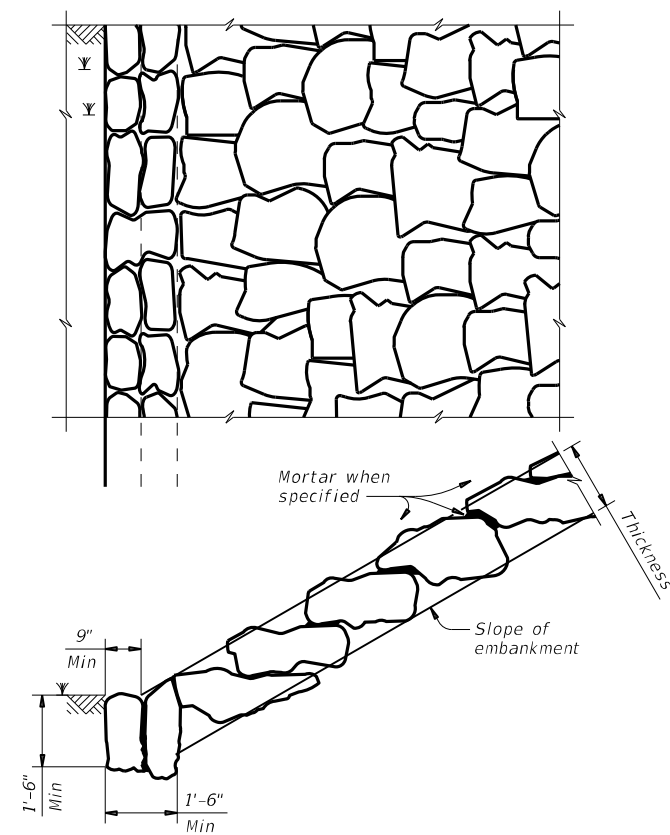 Mortar when
specified
Thickness
Slope of
embankment
9"
Min
1'-6"
Min
1'-6"
Min